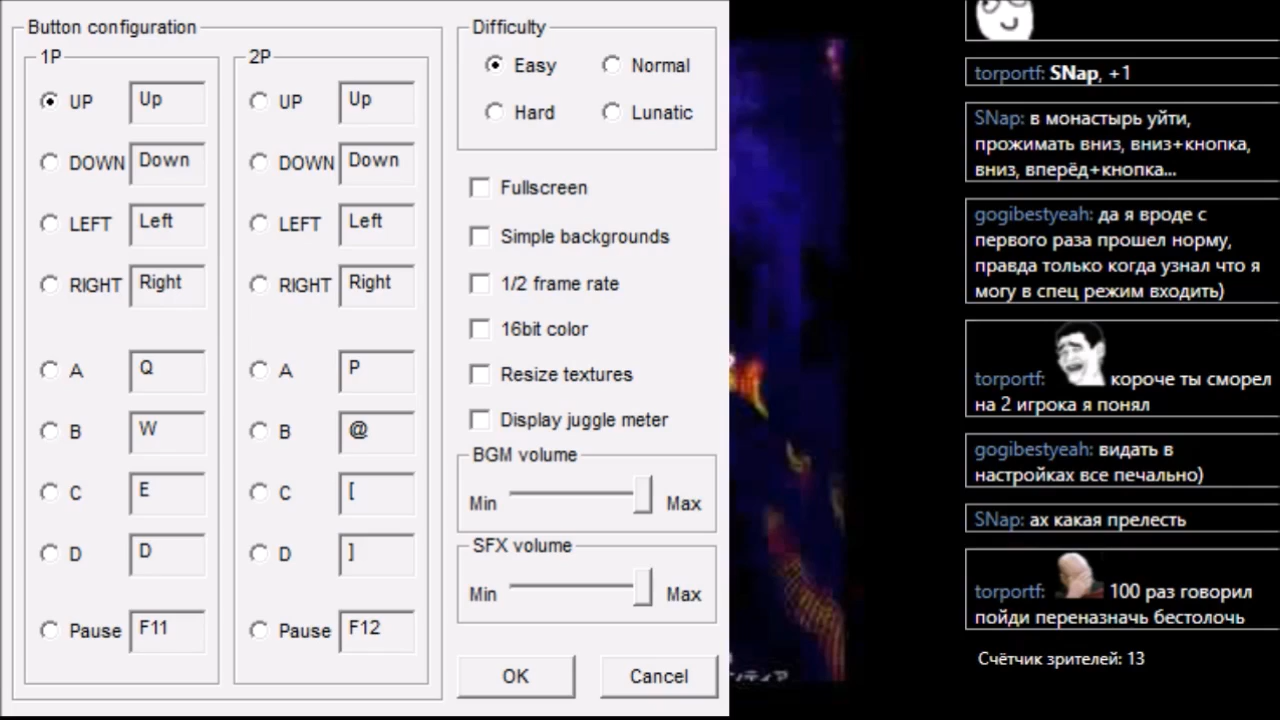 Button configuration
1P
UP Up
DOWN Down
LEFT Left
RIGHT Right
A Q
B W
C E
D D
Pause F11
2P
UP Up
DOWN Down
LEFT Left
RIGHT Right
A P
B @
C [
D ]
Pause F12
Difficulty
Easy Normal
Hard Lunatic
Fullscreen
Simple backgrounds
1/2 frame rate
16bit color
Resize textures
Display juggle meter
BGM volume
Min Max
SFX volume
Min Max
OK Cancel
ンティア
torportf: SNap, +1
SNap: в монастырь уйти,
прожимать вниз, вниз+кнопка,
вниз, вперёд+кнопка...
gogibestyeah: да я вроде с
первого раза прошел норму,
правда только когда узнал что я
могу в спец режим входить)
torportf: короче ты сморел
на 2 игрока я понял
gogibestyeah: видать в
настройках все печально)
SNap: ах какая прелесть
torportf: 100 раз говорил
пойди переназначь бестолочь
Счётчик зрителей: 13